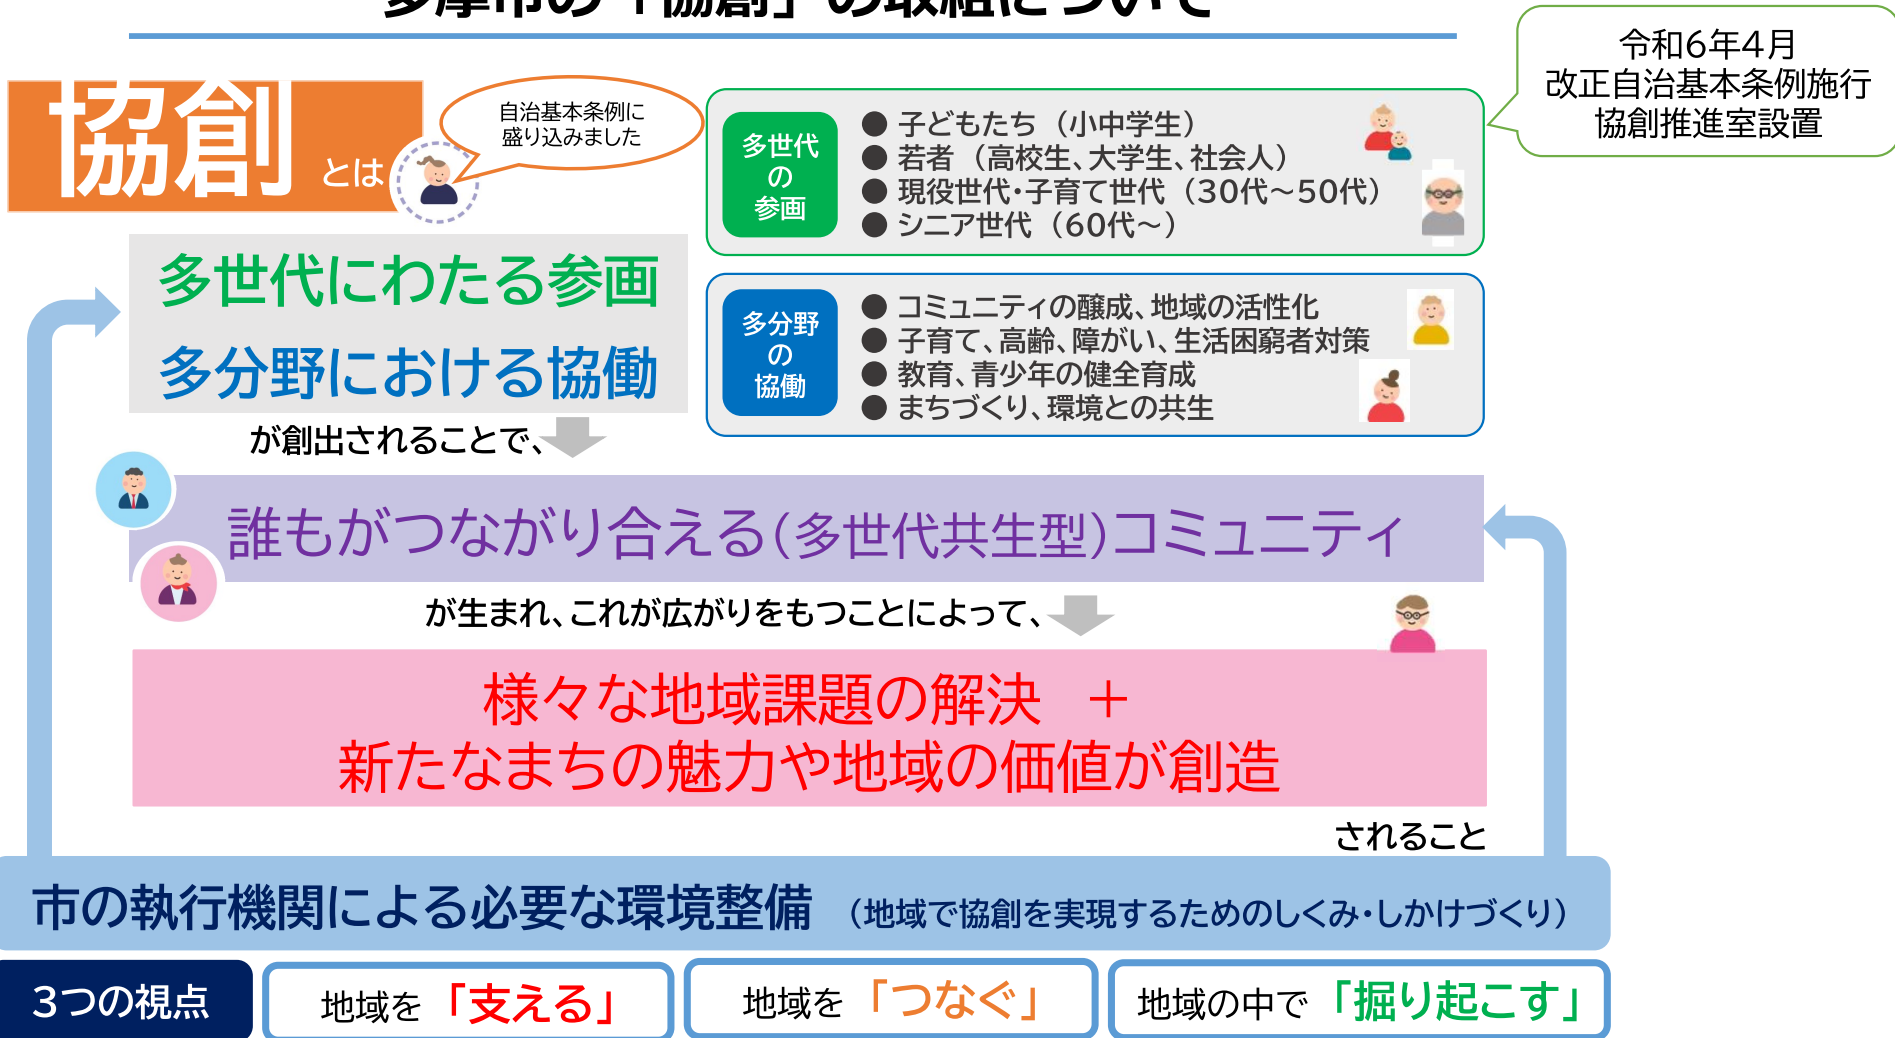 多摩市の「協創」の取組について
令和6年4月
改正自治基本条例施行
協創推進室設置
協創 とは
自治基本条例に
盛り込みました
多世代
の
参画
● 子どもたち（小中学生）
● 若者（高校生、大学生、社会人）
● 現役世代・子育て世代（30代～50代）
● シニア世代（60代～）
多世代にわたる参画
多分野における協働
多分野
の
協働
● コミュニティの醸成、地域の活性化
● 子育て、高齢、障がい、生活困窮者対策
● 教育、青少年の健全育成
● まちづくり、環境との共生
が創出されることで、
誰もがつながり合える(多世代共生型)コミュニティ
が生まれ、これが広がりをもつことによって、
様々な地域課題の解決 ＋
新たなまちの魅力や地域の価値が創造
されること
市の執行機関による必要な環境整備（地域で協創を実現するためのしくみ・しかけづくり）
3つの視点
地域を「支える」
地域を「つなぐ」
地域の中で「掘り起こす」